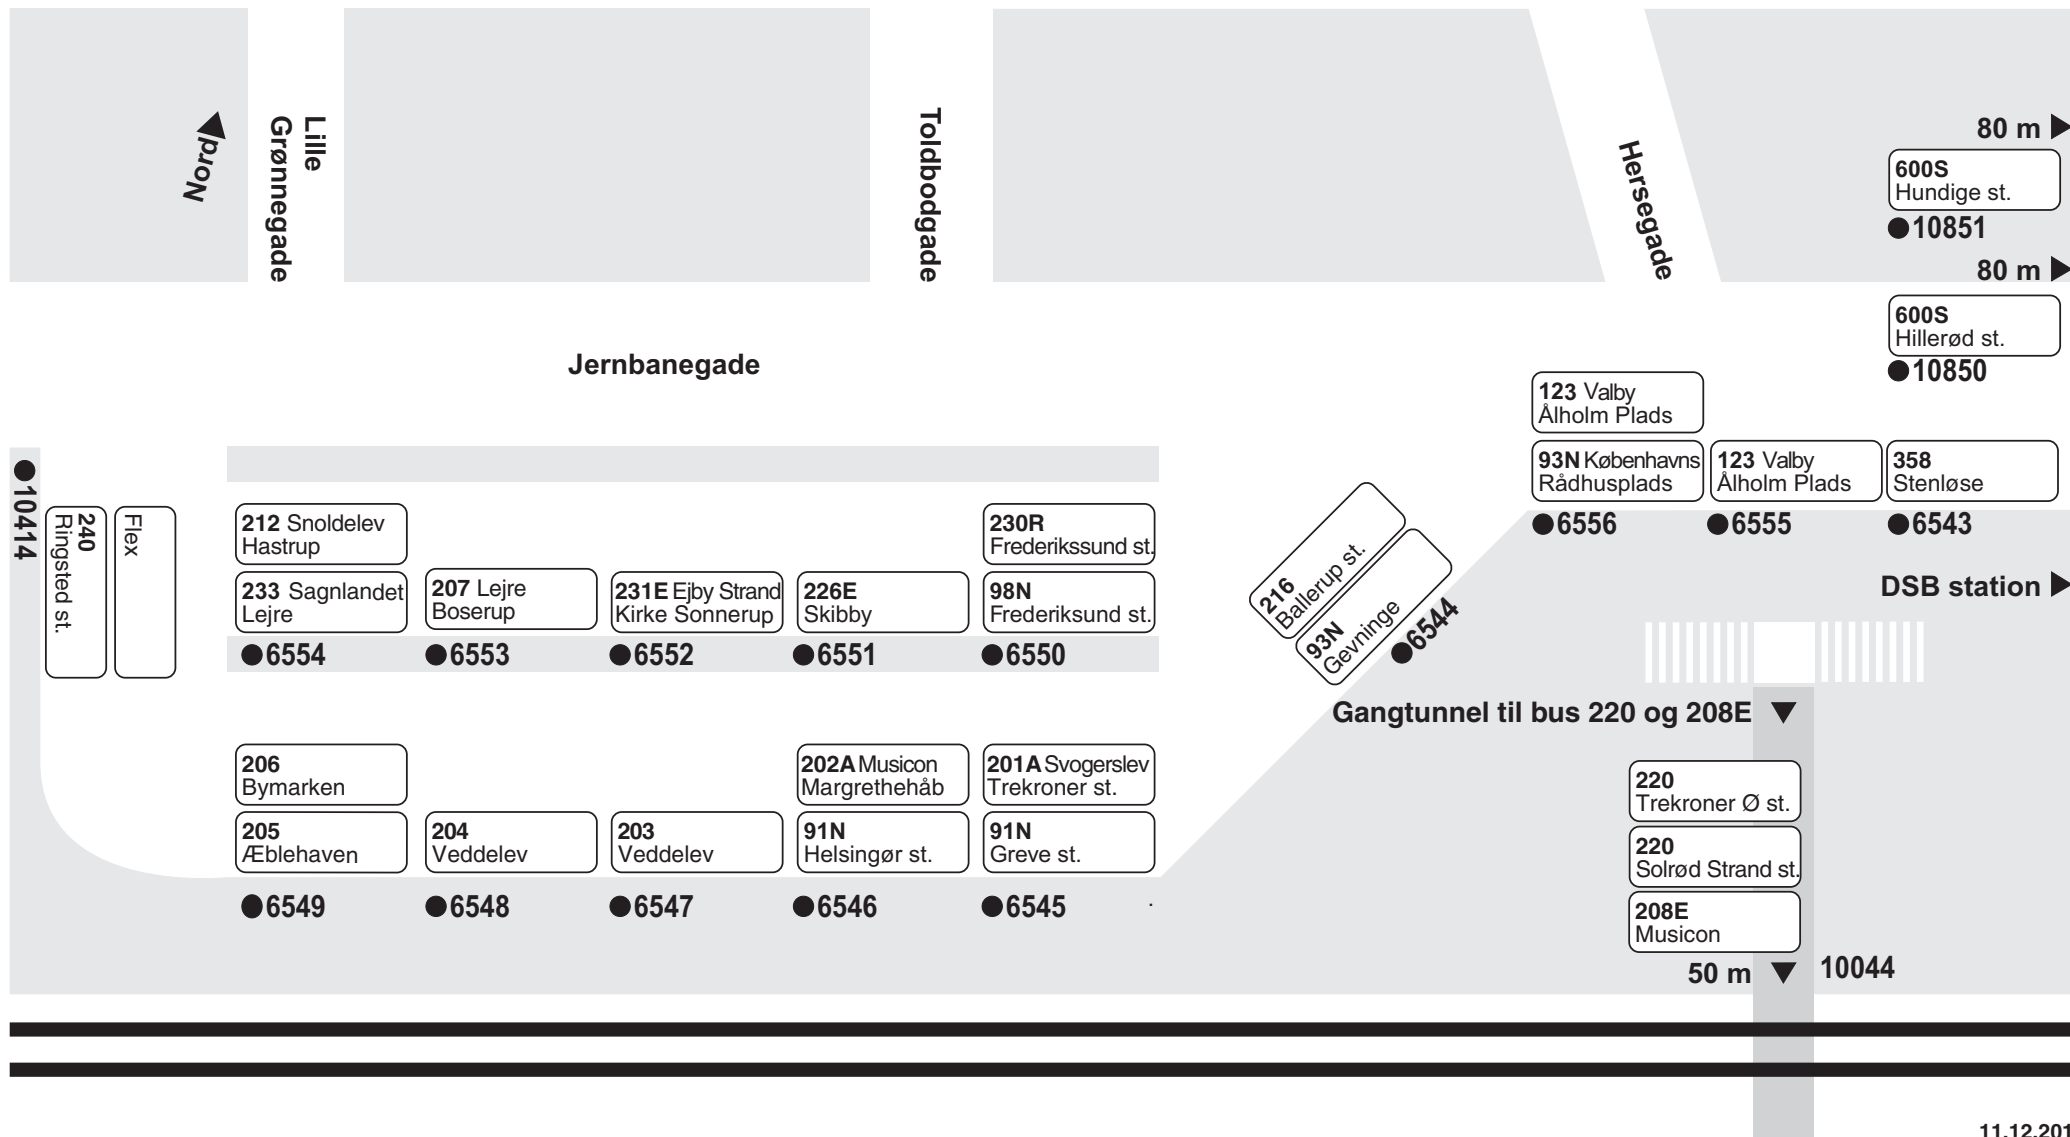 Nord
Lille
Grønnegade
Toldbodgade
Hersegade
80 m
600S
Hundige st.
10851
80 m
600S
Hillerød st.
10850
Jernbanegade
123 Valby
Ålholm Plads
93N Københavns
Rådhusplads
6556
123 Valby
Ålholm Plads
6555
358
Stenløse
6543
DSB station
10414
240
Ringsted st.
Flex
212 Snoldelev
Hastrup
233 Sagnlandet
Lejre
6554
207 Lejre
Boserup
6553
231E Ejby Strand
Kirke Sonnerup
6552
226E
Skibby
6551
230R
Frederikssund st.
98N
Frederiksund st.
6550
216
Ballerup st.
93N
Gevninge
6544
Gangtunnel til bus 220 og 208E
206
Bymarken
205
Æblehaven
6549
204
Veddelev
6548
203
Veddelev
6547
202A Musicon
Margrethehåb
91N
Helsingør st.
6546
201A Svogerslev
Trekroner st.
91N
Greve st.
6545
220
Trekroner Ø st.
220
Solrød Strand st.
208E
Musicon
50 m
10044
11.12.201